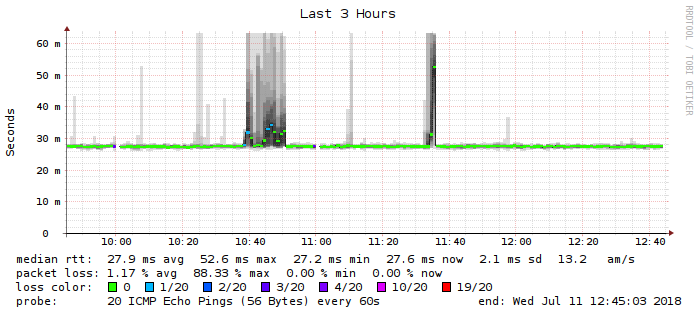 Last 3 Hours
RRDTOOL / TOBI OETIKER
Seconds
60 m
50 m
40 m
30 m
20 m
10 m
0
10:00 10:20 10:40 11:00 11:20 11:40 12:00 12:20 12:40
median rtt: 27.9 ms avg 52.6 ms max 27.2 ms min 27.6 ms now 2.1 ms sd 13.2 am/s
packet loss: 1.17 % avg 88.33 % max 0.00 % min 0.00 % now
loss color: 0 1/20 2/20 3/20 4/20 10/20 19/20
probe: 20 ICMP Echo Pings (56 Bytes) every 60s end: Wed Jul 11 12:45:03 2018